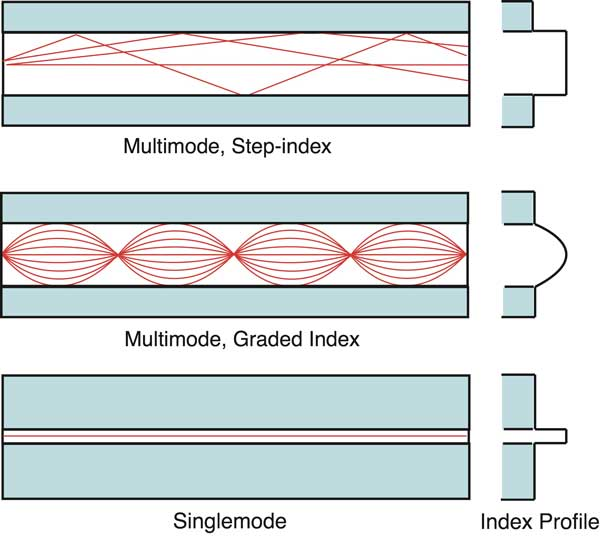 Multimode, Step-index
Multimode, Graded Index
Singlemode
Index Profile